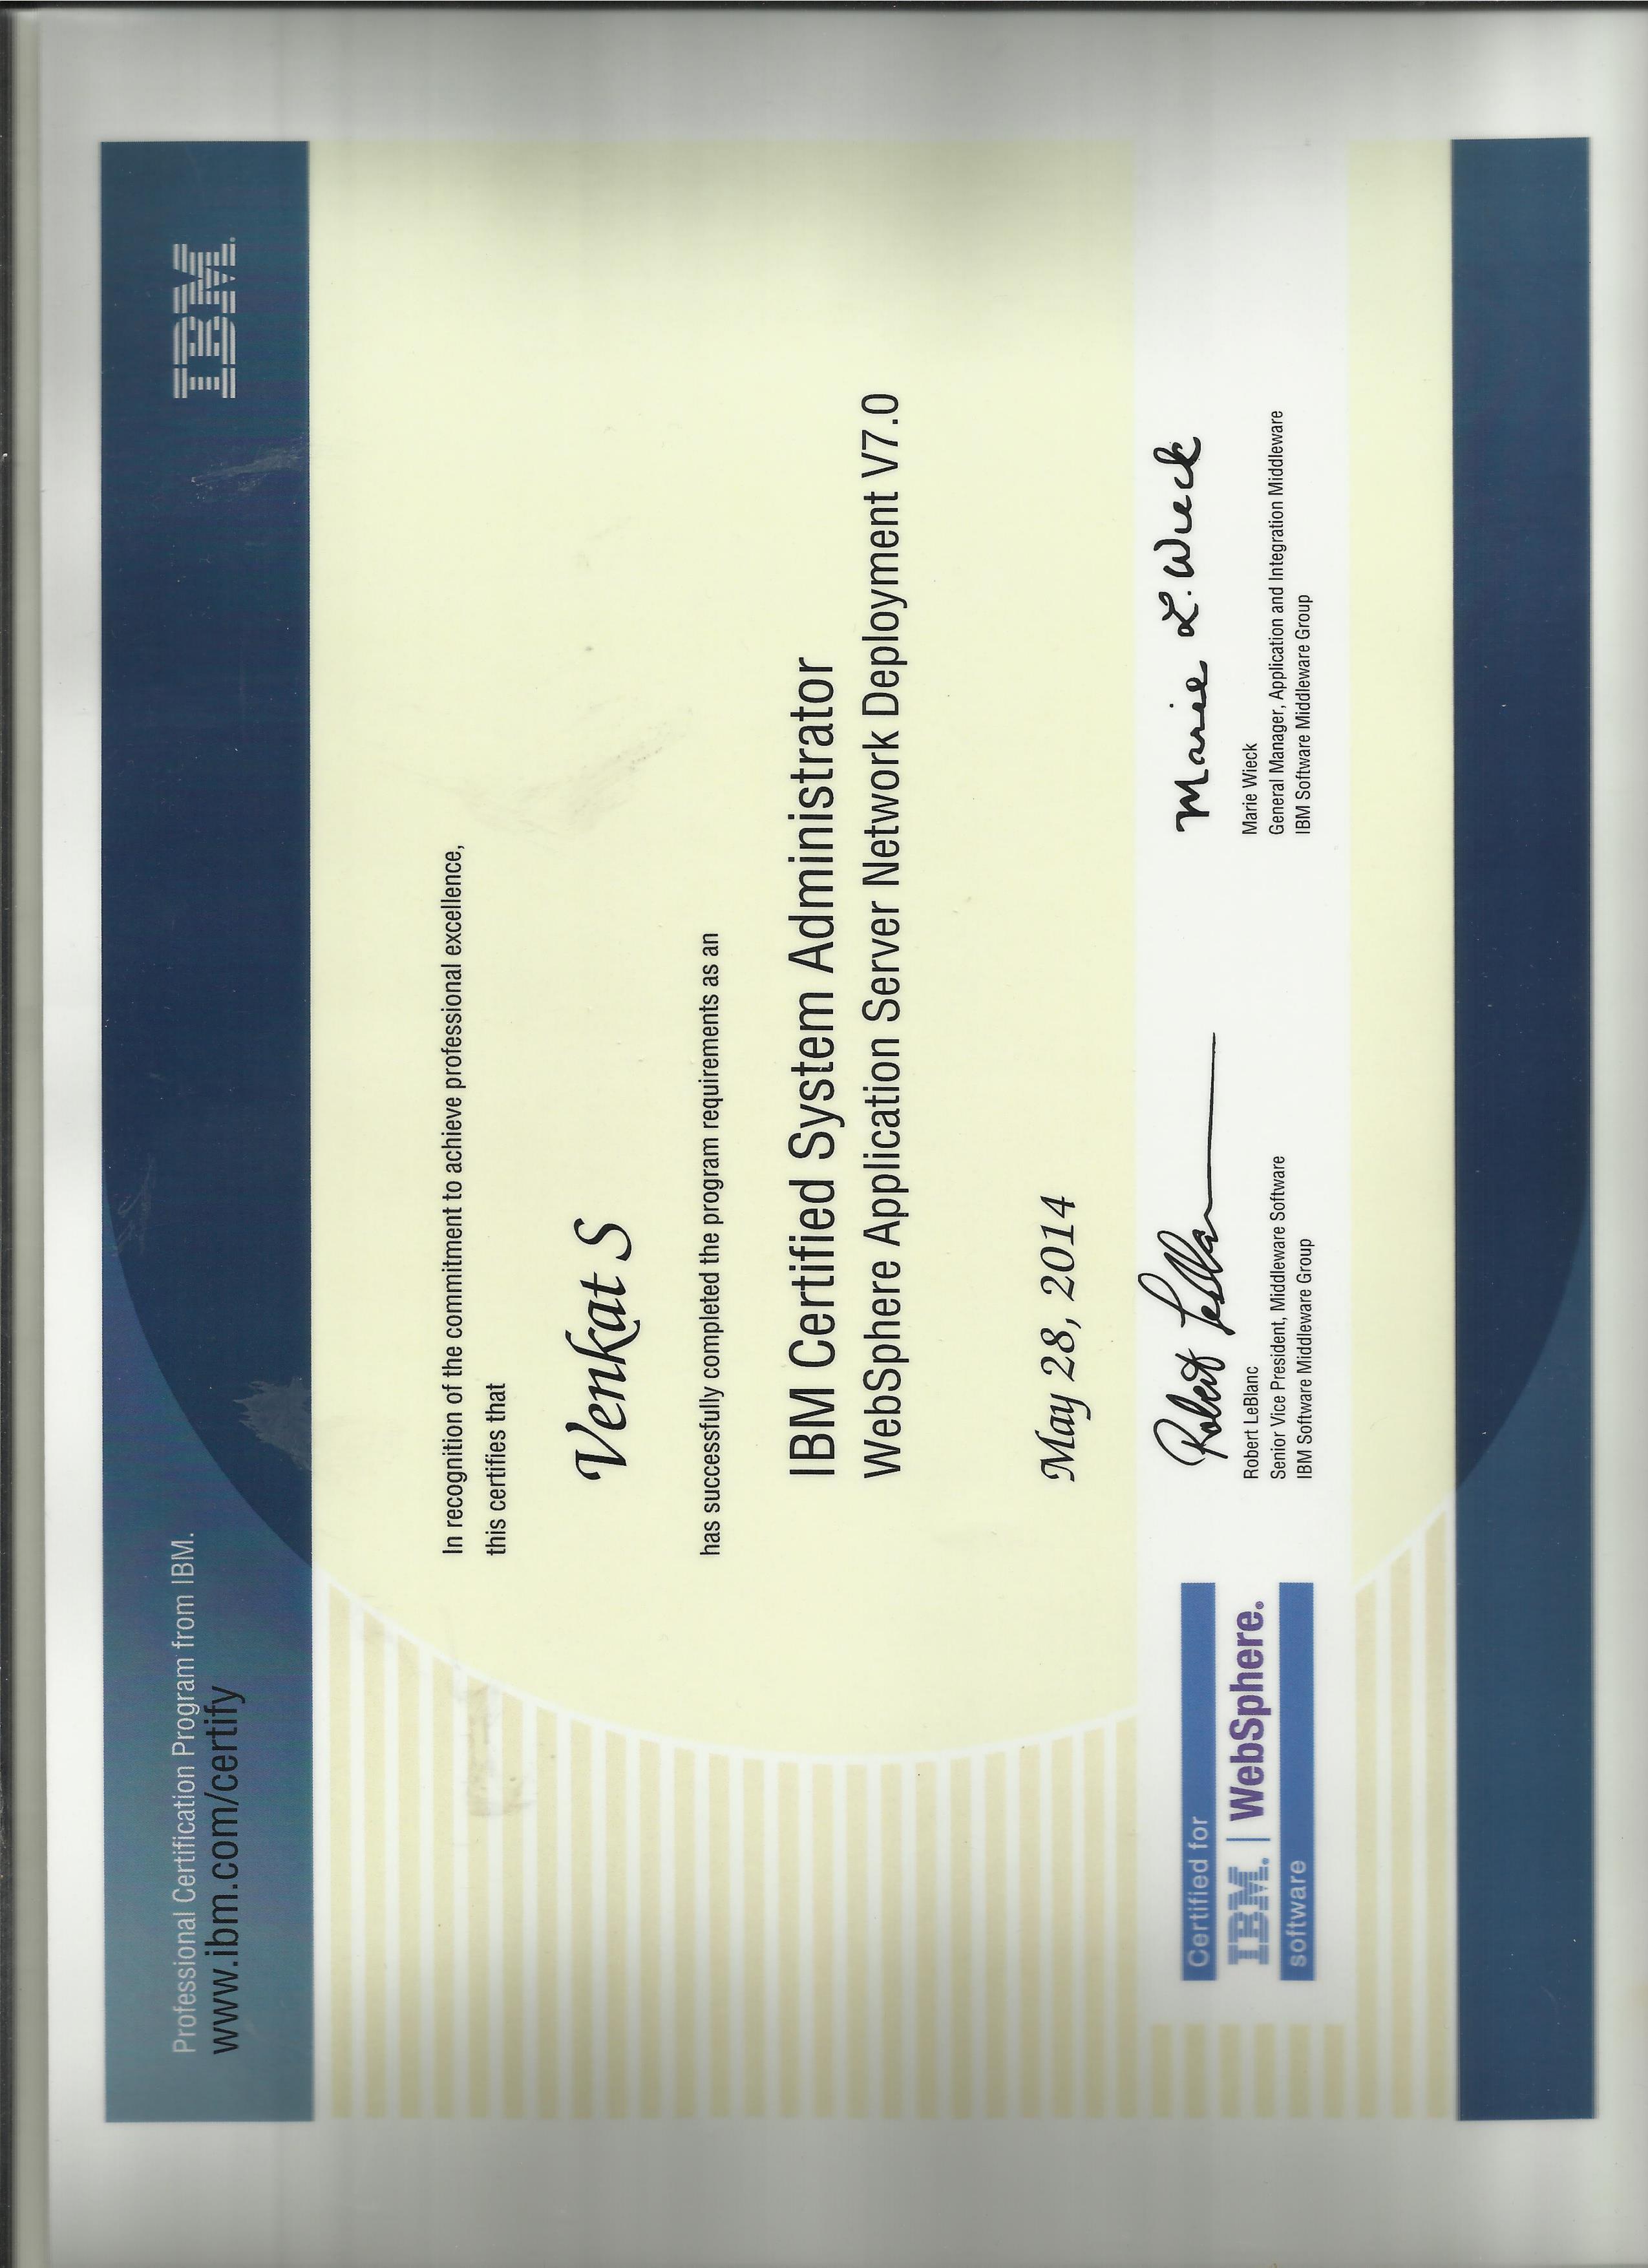 Professional Certification Program from IBM.
www.ibm.com/certify
IBM.
In recognition of the commitment to achieve professional excellence,
this certifies that
Venkat S
has successfully completed the program requirements as an
IBM Certified System Administrator
WebSphere Application Server Network Deployment V7.0
May 28, 2014
Certified for
IBM. | WebSphere.
software
Robert LeBlanc
Robert LeBlanc
Senior Vice President, Middleware Software
IBM Software Middleware Group
Marie L. Wieck
Marie Wieck
General Manager, Application and Integration Middleware
IBM Software Middleware Group